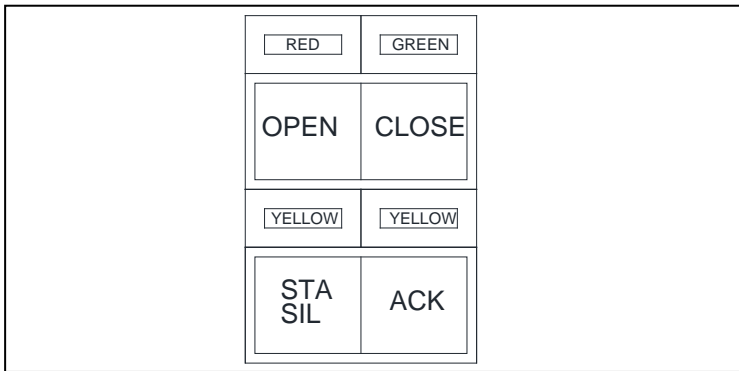 RED GREEN
OPEN CLOSE
YELLOW YELLOW
STA
SIL
ACK